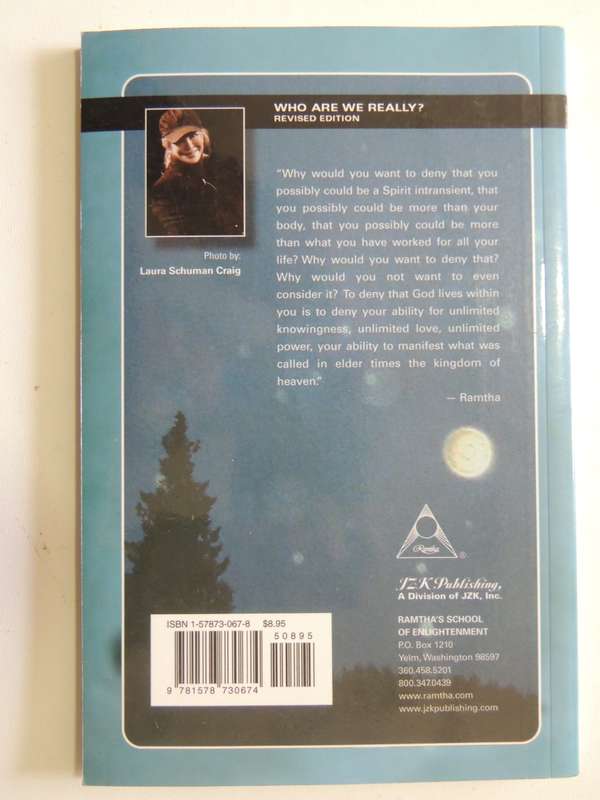 WHO ARE WE REALLY?
REVISED EDITION
Photo by:
Laura Schuman Craig
"Why would you want to deny that you
possibly could be a Spirit intransient, that
you possibly could be more than your
body, that you possibly could be more
than what you have worked for all your
life? Why would you want to deny that?
Why would you not want to even
consider it? To deny that God lives within
you is to deny your ability for unlimited
knowingness, unlimited love, unlimited
power, your ability to manifest what was
called in elder times the kingdom of
heaven."
— Ramtha
Ramtha ®
JZK Publishing,
A Division of JZK, Inc.
RAMTHA'S SCHOOL
OF ENLIGHTENMENT
P.O. Box 1210
Yelm, Washington 98597
360.458.5201
800.347.0439
www.ramtha.com
www.jzkpublishing.com
ISBN 1-57873-067-8 $8.95
50895
9 781578 730674